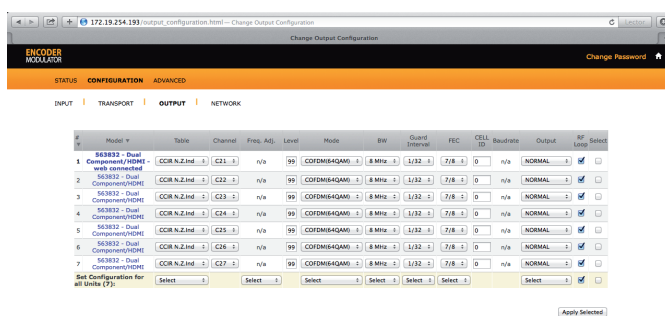 172.19.254.193/output_configuration.html — Change Output Configuration
Lector
Change Output Configuration
ENCODER
MODULATOR
Change Password
STATUS CONFIGURATION ADVANCED
INPUT TRANSPORT OUTPUT NETWORK
# Model Table Channel Freq. Adj. Level Mode BW Guard Interval FEC CELL ID Baudrate Output RF Loop Select
1 563832 - Dual Component/HDMI - web connected CCIR N.Z.Ind C21 n/a 99 COFDM(64QAM) 8 MHz 1/32 7/8 0 n/a NORMAL
2 563832 - Dual Component/HDMI CCIR N.Z.Ind C22 n/a 99 COFDM(64QAM) 8 MHz 1/32 7/8 0 n/a NORMAL
3 563832 - Dual Component/HDMI CCIR N.Z.Ind C23 n/a 99 COFDM(64QAM) 8 MHz 1/32 7/8 0 n/a NORMAL
4 563832 - Dual Component/HDMI CCIR N.Z.Ind C24 n/a 99 COFDM(64QAM) 8 MHz 1/32 7/8 0 n/a NORMAL
5 563832 - Dual Component/HDMI CCIR N.Z.Ind C25 n/a 99 COFDM(64QAM) 8 MHz 1/32 7/8 0 n/a NORMAL
6 563832 - Dual Component/HDMI CCIR N.Z.Ind C26 n/a 99 COFDM(64QAM) 8 MHz 1/32 7/8 0 n/a NORMAL
7 563832 - Dual Component/HDMI CCIR N.Z.Ind C27 n/a 99 COFDM(64QAM) 8 MHz 1/32 7/8 0 n/a NORMAL
Set Configuration for all Units (7): Select Select Select Select Select Select Select
Apply Selected